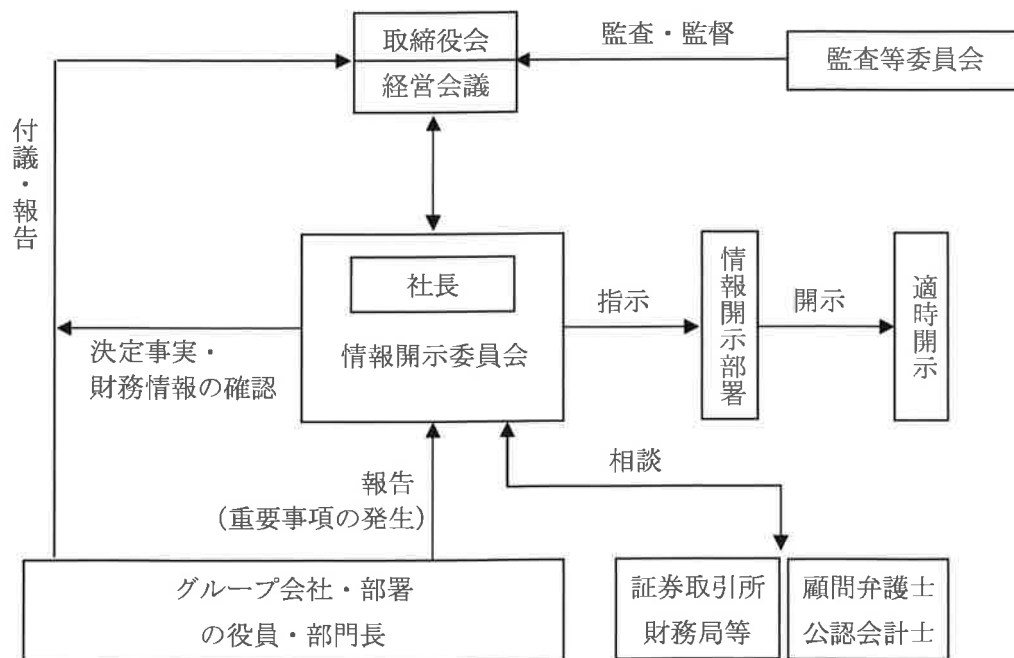 取締役会
経営会議
監査・監督
監査等委員会
付議・報告
社長
情報開示委員会
指示
情報開示部署
開示
適時開示
決定事実・
財務情報の確認
報告
(重要事項の発生)
相談
グループ会社・部署
の役員・部門長
証券取引所
財務局等
顧問弁護士
公認会計士